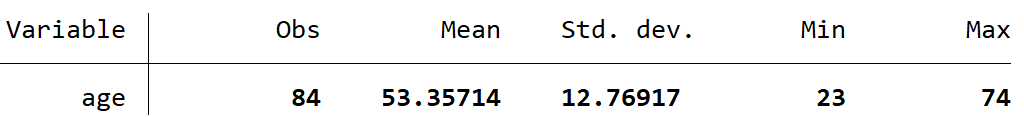 Variable Obs Mean Std. dev. Min Max
age 84 53.35714 12.76917 23 74